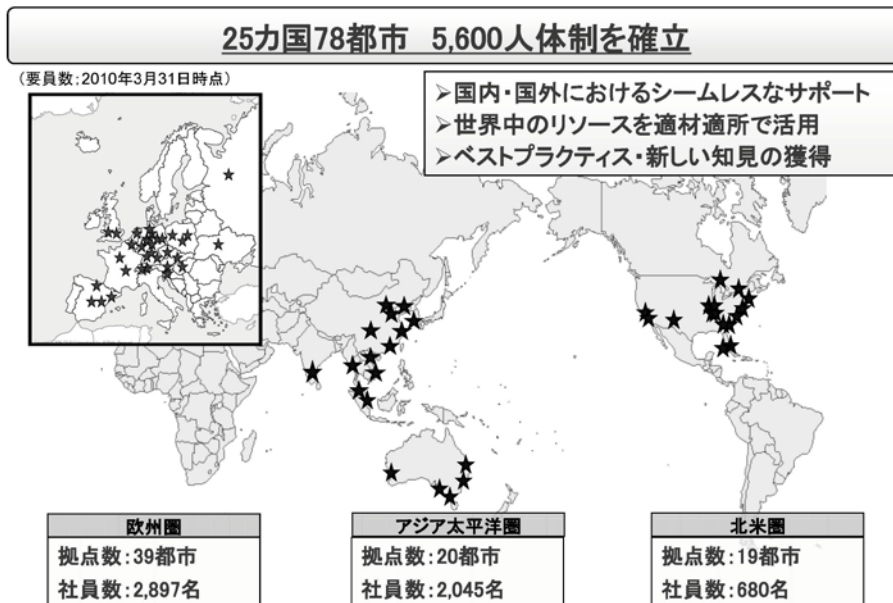 25カ国78都市 5,600人体制を確立
(要員数:2010年3月31日時点)
➢国内・国外におけるシームレスなサポート
➢世界中のリソースを適材適所で活用
➢ベストプラクティス・新しい知見の獲得
欧州圏
拠点数:39都市
社員数:2,897名
アジア太平洋圏
拠点数:20都市
社員数:2,045名
北米圏
拠点数:19都市
社員数:680名